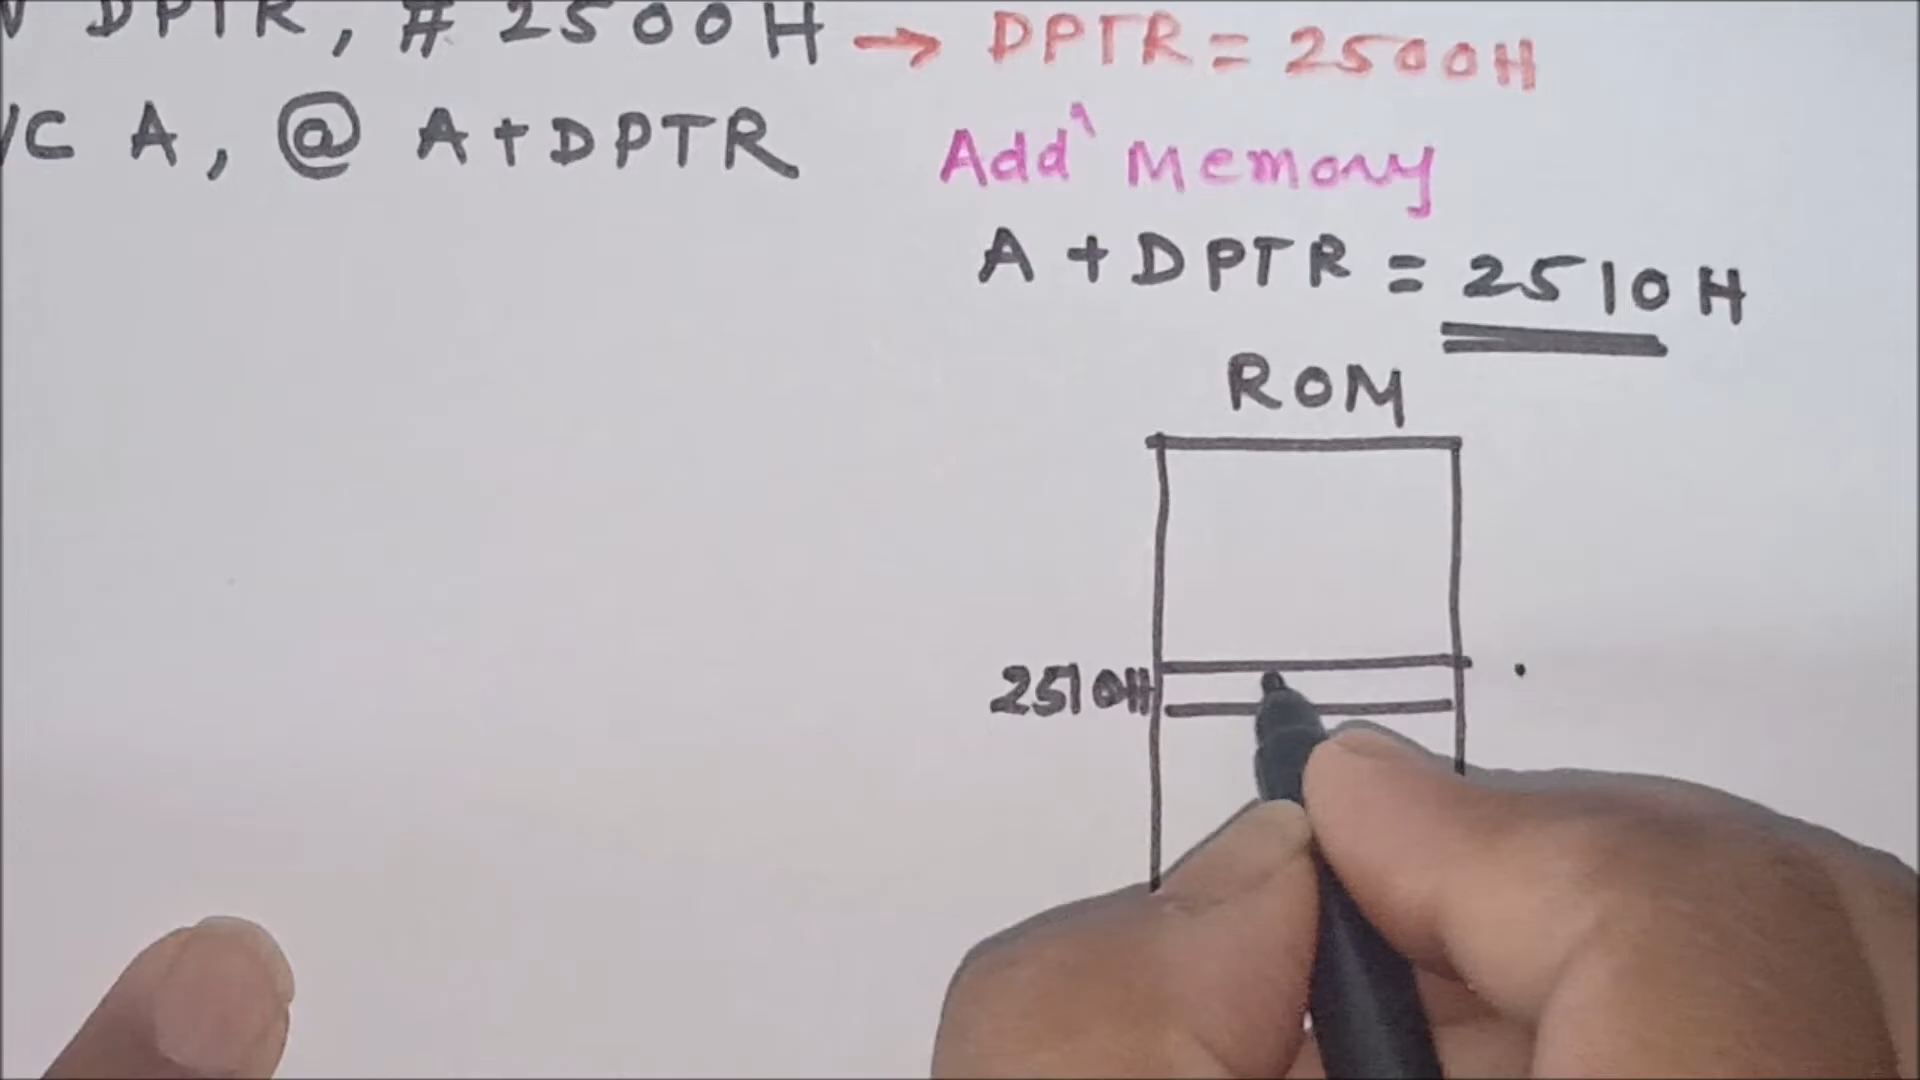 DPTR, # 2500H → DPTR = 2500H
C A, @ A+DPTR
Add^ Memory
A + DPTR = 2510H
ROM
2510H